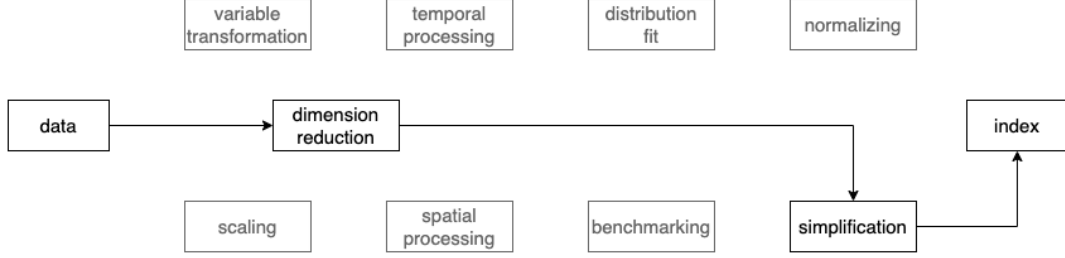 variable
transformation
temporal
processing
distribution
fit
normalizing
data
dimension
reduction
index
scaling
spatial
processing
benchmarking
simplification